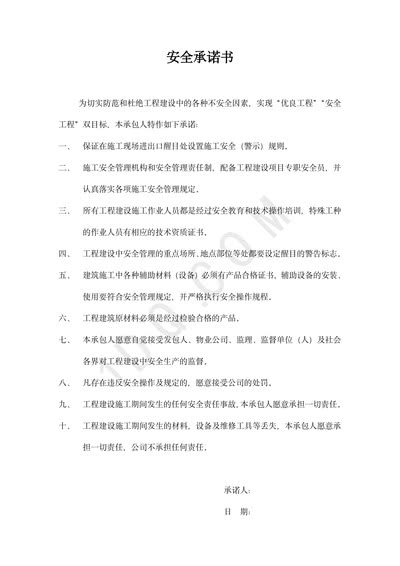 安全承诺书
为切实防范和杜绝工程建设中的各种不安全因素，实现“优良工程”“安全
工程”双目标，本承包人特作如下承诺：
一、 保证在施工现场进出口醒目处设置施工安全（警示）规则。
二、 施工安全管理机构和安全管理责任制，配备工程建设项目专职安全员，并
认真落实各项施工安全管理规定。
三、 所有工程建设施工作业人员都是经过安全教育和技术操作培训，特殊工种
的作业人员有相应的技术资质证书。
四、 工程建设中安全管理的重点场所、地点部位等处都要设定醒目的警告标志。
五、 建筑施工中各种辅助材料（设备）必须有产品合格证书，辅助设备的安装、
使用要符合安全管理规定，并严格执行安全操作规程。
六、 工程建筑原材料必须是经过检验合格的产品。
七、 本承包人愿意自觉接受发包人、物业公司、监理、监督单位（人）及社会
各界对工程建设中安全生产的监督。
八、 凡存在违反安全操作及规定的，愿意接受公司的处罚。
九、 工程建设施工期间发生的任何安全责任事故，本承包人愿意承担一切责任。
十、 工程建设施工期间发生的材料，设备及维修工具等丢失，本承包人愿意承
担一切责任，公司不承担任何责任。
承诺人：
日 期：